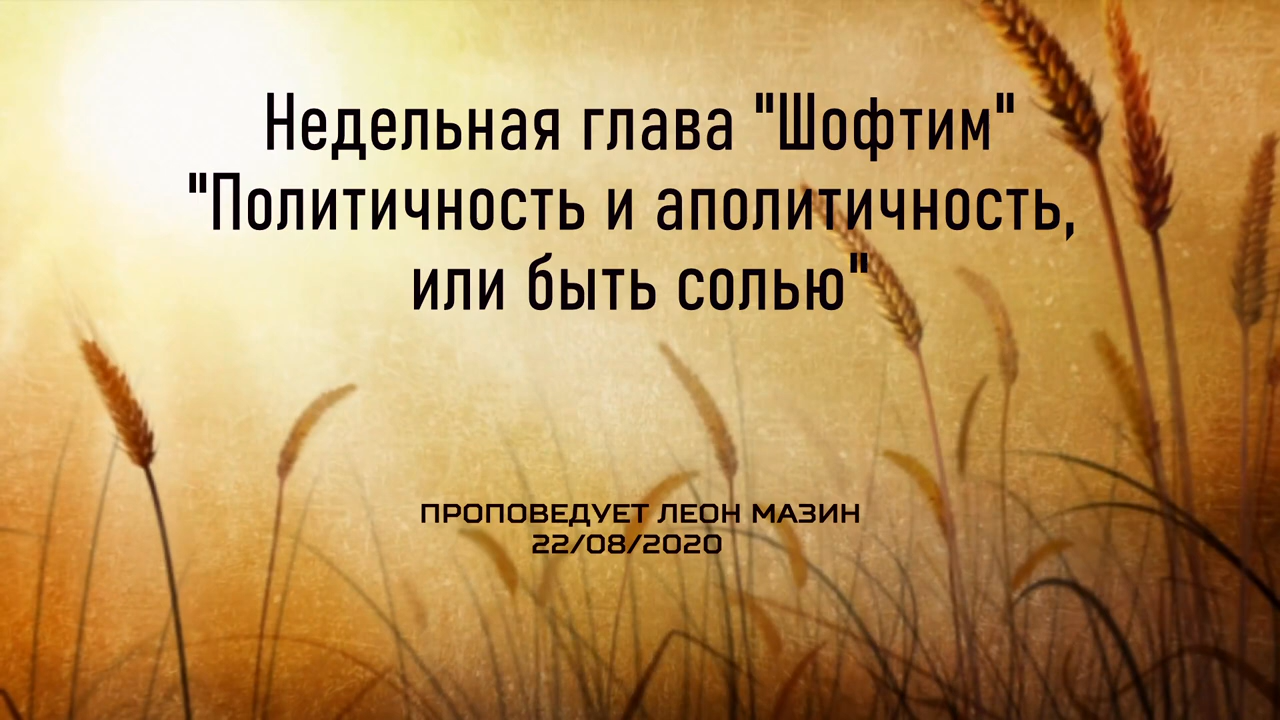 Недельная глава "Шофтим"
"Политичность и аполитичность,
или быть солью"
ПРОПОВЕДУЕТ ЛЕОН МАЗИН
22/08/2020